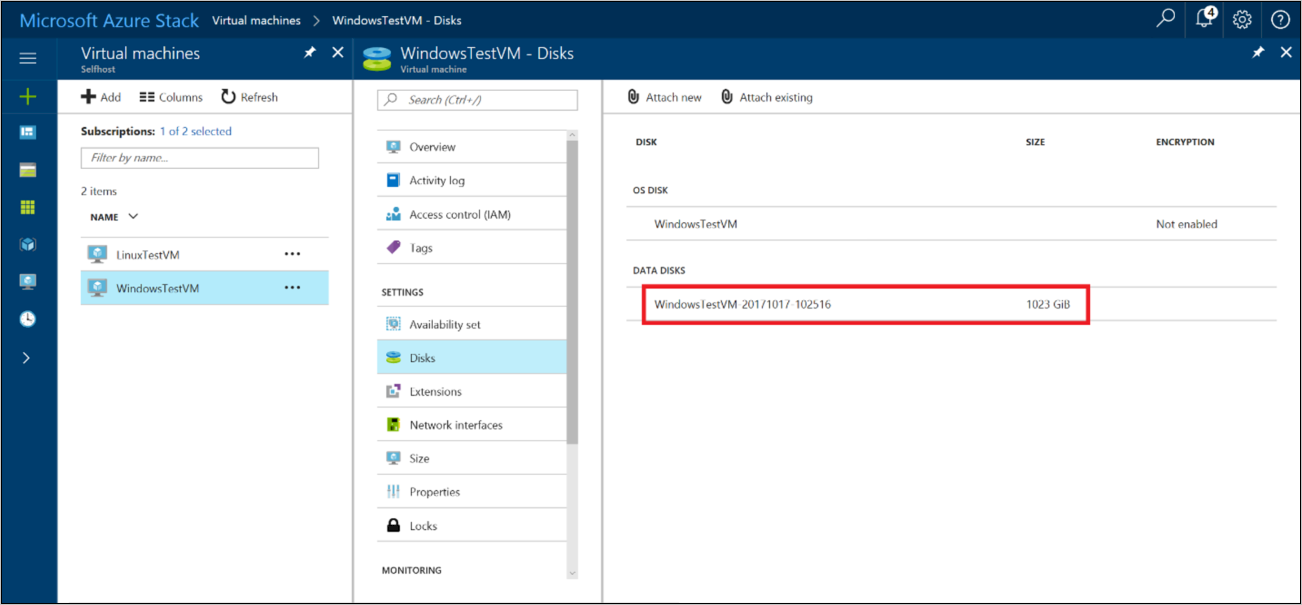 Microsoft Azure Stack Virtual machines > WindowsTestVM - Disks
4
Virtual machines
Selfhost
Add Columns Refresh
Subscriptions: 1 of 2 selected
Filter by name...
2 items
NAME
LinuxTestVM
WindowsTestVM
WindowsTestVM - Disks
Virtual machine
Search (Ctrl+/)
Overview
Activity log
Access control (IAM)
Tags
SETTINGS
Availability set
Disks
Extensions
Network interfaces
Size
Properties
Locks
MONITORING
Attach new Attach existing
DISK SIZE ENCRYPTION
OS DISK
WindowsTestVM Not enabled
DATA DISKS
WindowsTestVM-20171017-102516 1023 GiB